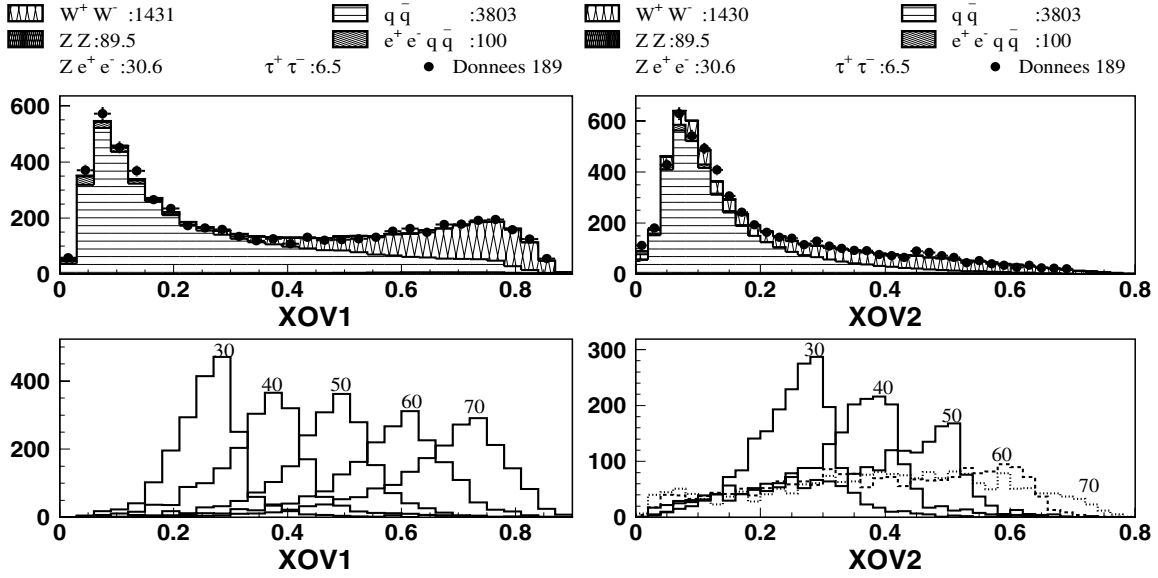 W+ W- :1431 q q̄ :3803
Z Z :89.5 e+ e- q q̄ :100
Z e+ e- :30.6 τ+ τ− :6.5 ● Donnees 189
W+ W- :1430 q q̄ :3803
Z Z :89.5 e+ e- q q̄ :100
Z e+ e- :30.6 τ+ τ− :6.5 ● Donnees 189
600
400
200
0
0 0.2 0.4 0.6 0.8
XOV1
600
400
200
0
0 0.2 0.4 0.6 0.8
XOV2
400
200
0
30
40
50
60
70
0 0.2 0.4 0.6 0.8
XOV1
300
200
100
0
30
40
50
60
70
0 0.2 0.4 0.6 0.8
XOV2